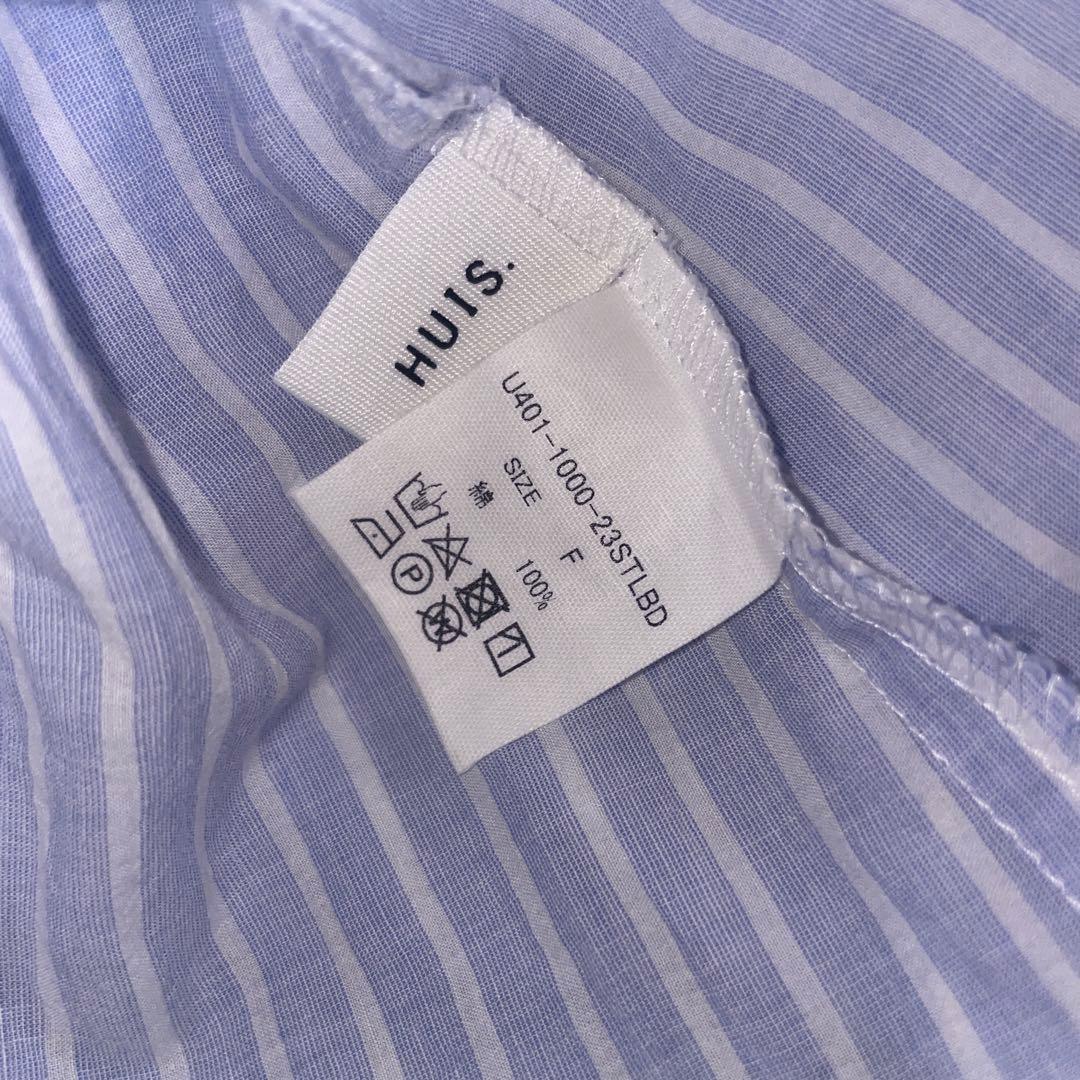 HUIS.
U401-1000-23STLBD
SIZE F
綿 100%
P
W